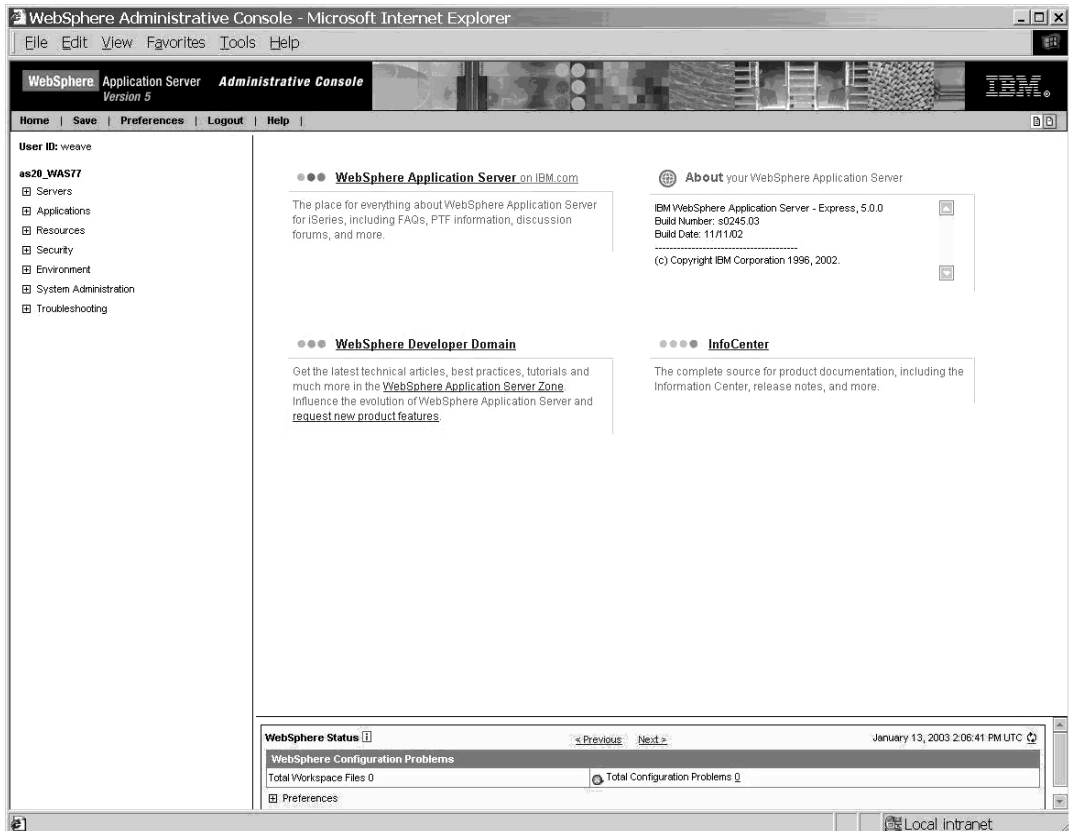 WebSphere Administrative Console - Microsoft Internet Explorer
File Edit View Favorites Tools Help
WebSphere Application Server Administrative Console
Version 5
IBM®
Home | Save | Preferences | Logout | Help |
User ID: weave
as20_WAS77
Servers
Applications
Resources
Security
Environment
System Administration
Troubleshooting
WebSphere Application Server on IBM.com
The place for everything about WebSphere Application Server
for iSeries, including FAQs, PTF information, discussion
forums, and more.
About your WebSphere Application Server
IBM WebSphere Application Server - Express, 5.0.0
Build Number: s0245.03
Build Date: 11/11/02
---------------------------------------
(c) Copyright IBM Corporation 1996, 2002.
WebSphere Developer Domain
Get the latest technical articles, best practices, tutorials and
much more in the WebSphere Application Server Zone.
Influence the evolution of WebSphere Application Server and
request new product features.
InfoCenter
The complete source for product documentation, including the
Information Center, release notes, and more.
WebSphere Status i
< Previous Next >
January 13, 2003 2:06:41 PM UTC
WebSphere Configuration Problems
Total Workspace Files 0
Total Configuration Problems 0
Preferences
Local intranet